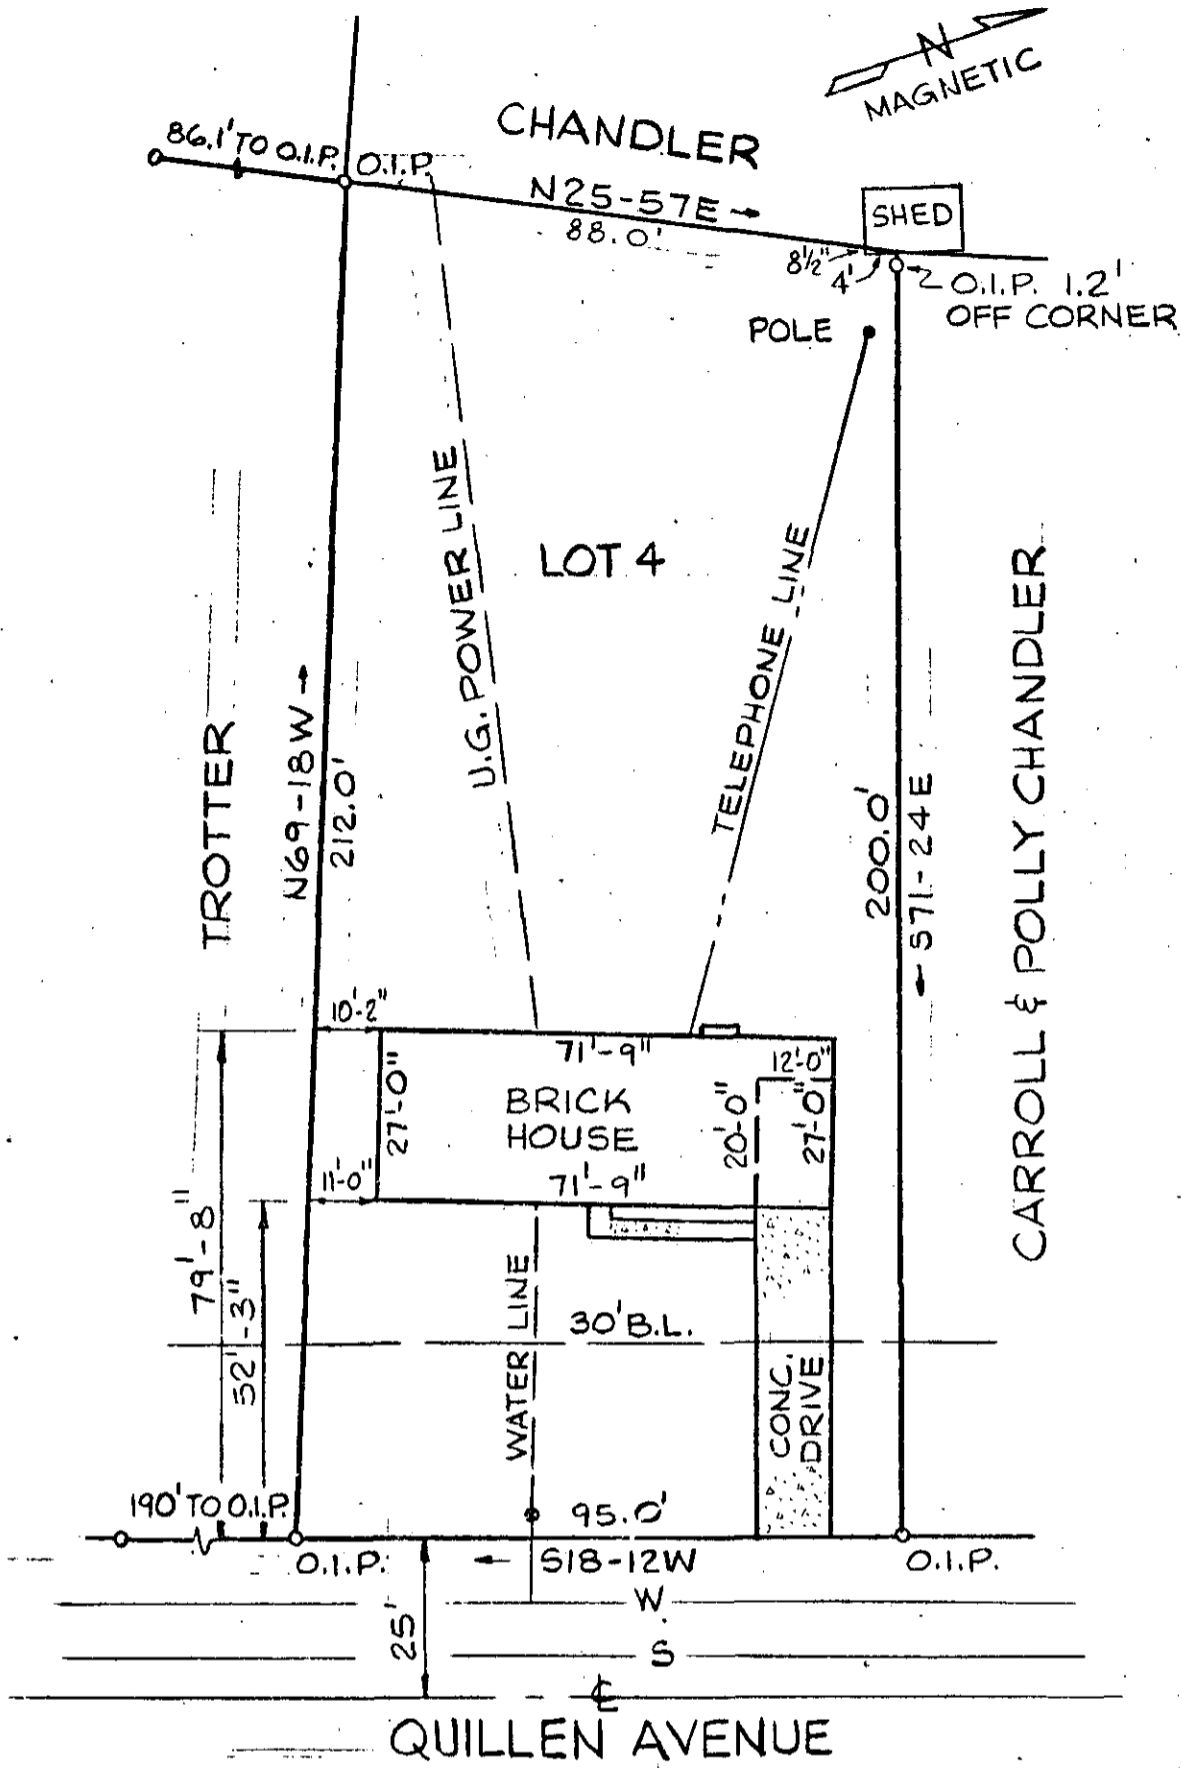 N
MAGNETIC
CHANDLER
86.1' TO O.I.P.
O.I.P.
N25-57E →
88.0'
SHED
8½"
4'
O.I.P. 1.2'
OFF CORNER
POLE
U.G. POWER LINE
LOT 4
TELEPHONE LINE
TROTTER
N69-18W →
212.0'
200.0'
← S71-24E
CARROLL & POLLY CHANDLER
10'-2"
71'-9"
12'-0"
27'-0"
BRICK
HOUSE
20'-0"
27'-0"
11'-0"
71'-9"
79'-8"
52'-3"
WATER LINE
30' B.L.
CONC.
DRIVE
190' TO O.I.P.
95.0'
O.I.P.
← S18-12W
O.I.P.
25'
W
S
℄
QUILLEN AVENUE